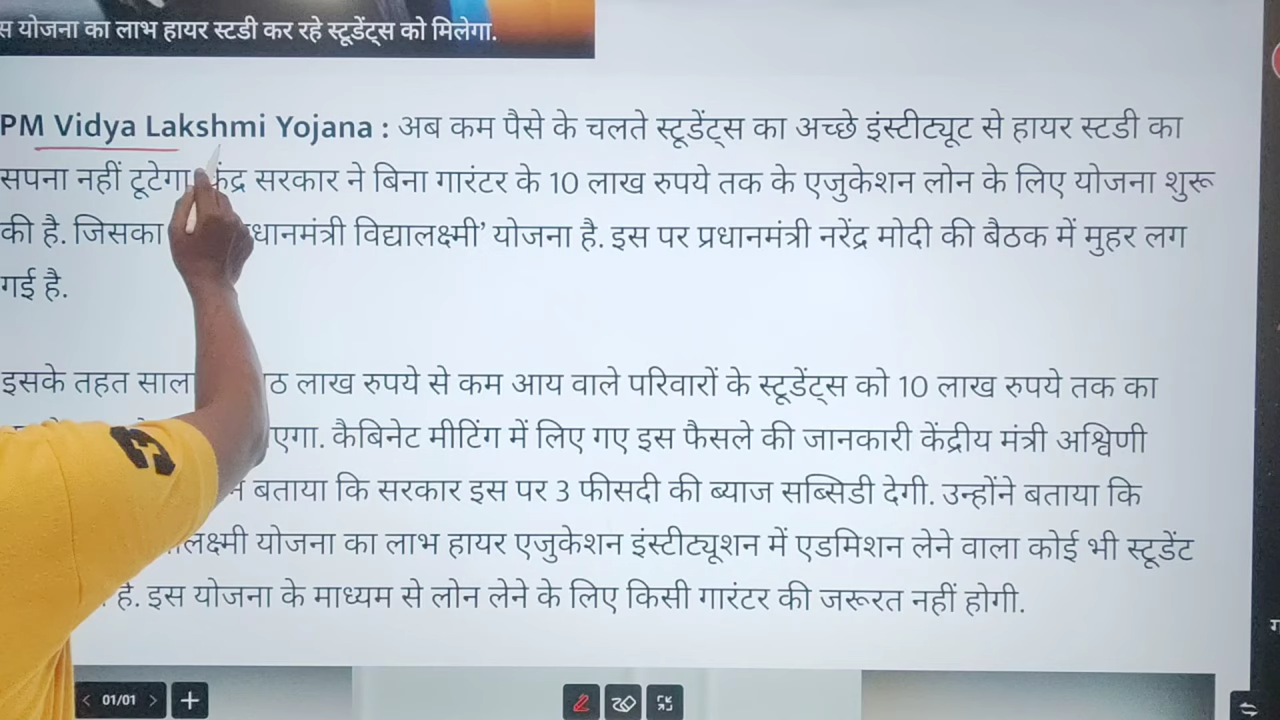 योजना का लाभ हायर स्टडी कर रहे स्टूडेंट्स को मिलेगा.
PM Vidya Lakshmi Yojana : अब कम पैसे के चलते स्टूडेंट्स का अच्छे इंस्टीट्यूट से हायर स्टडी का
सपना नहीं टूटेगा केंद्र सरकार ने बिना गारंटर के 10 लाख रुपये तक के एजुकेशन लोन के लिए योजना शुरू
की है. जिसका धानमंत्री विद्यालक्ष्मी’ योजना है. इस पर प्रधानमंत्री नरेंद्र मोदी की बैठक में मुहर लग
गई है.
इसके तहत साल लाख रुपये से कम आय वाले परिवारों के स्टूडेंट्स को 10 लाख रुपये तक का
एगा. कैबिनेट मीटिंग में लिए गए इस फैसले की जानकारी केंद्रीय मंत्री अश्विणी
बताया कि सरकार इस पर 3 फीसदी की ब्याज सब्सिडी देगी. उन्होंने बताया कि
लक्ष्मी योजना का लाभ हायर एजुकेशन इंस्टीट्यूशन में एडमिशन लेने वाला कोई भी स्टूडेंट
है. इस योजना के माध्यम से लोन लेने के लिए किसी गारंटर की जरूरत नहीं होगी.
01/01